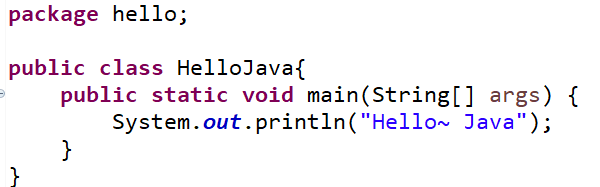 package hello;
public class HelloJava{
    public static void main(String[] args) {
        System.out.println("Hello~ Java");
    }
}